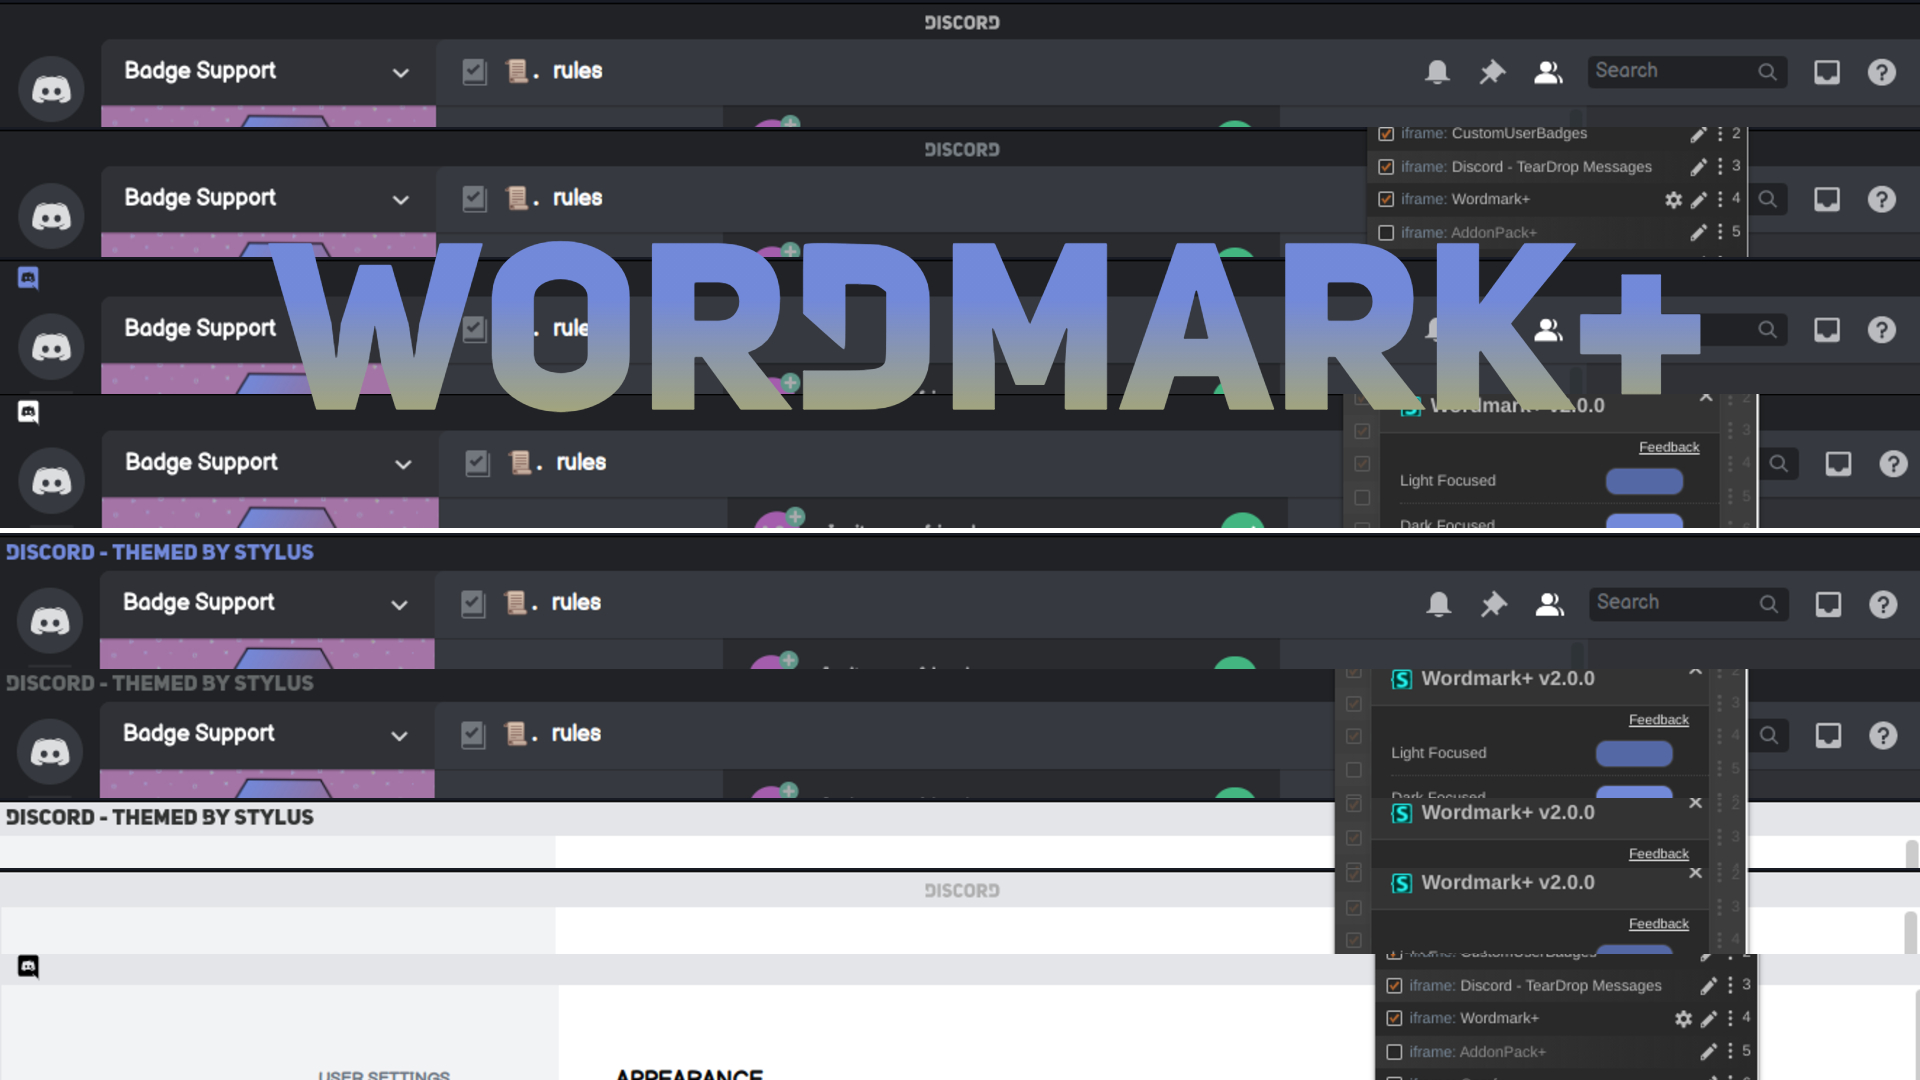 DISCORD
Badge Support
. rules
Search
DISCORD
iframe: CustomUserBadges 2
iframe: Discord - TearDrop Messages 3
Badge Support
. rules
iframe: Wordmark+ 4
iframe: AddonPack+ 5
WORDMARK+
Badge Support
. rule
Wordmark+ v2.0.0
Feedback
Badge Support
. rules
Light Focused
Dark Focused
DISCORD - THEMED BY STYLUS
Badge Support
. rules
Search
DISCORD - THEMED BY STYLUS
Wordmark+ v2.0.0
Feedback
Badge Support
. rules
Light Focused
Dark Focused
DISCORD - THEMED BY STYLUS
Wordmark+ v2.0.0
Feedback
DISCORD
Wordmark+ v2.0.0
Feedback
iframe: CustomUserBadges
iframe: Discord - TearDrop Messages 3
iframe: Wordmark+ 4
iframe: AddonPack+ 5
USER SETTINGS
APPEARANCE